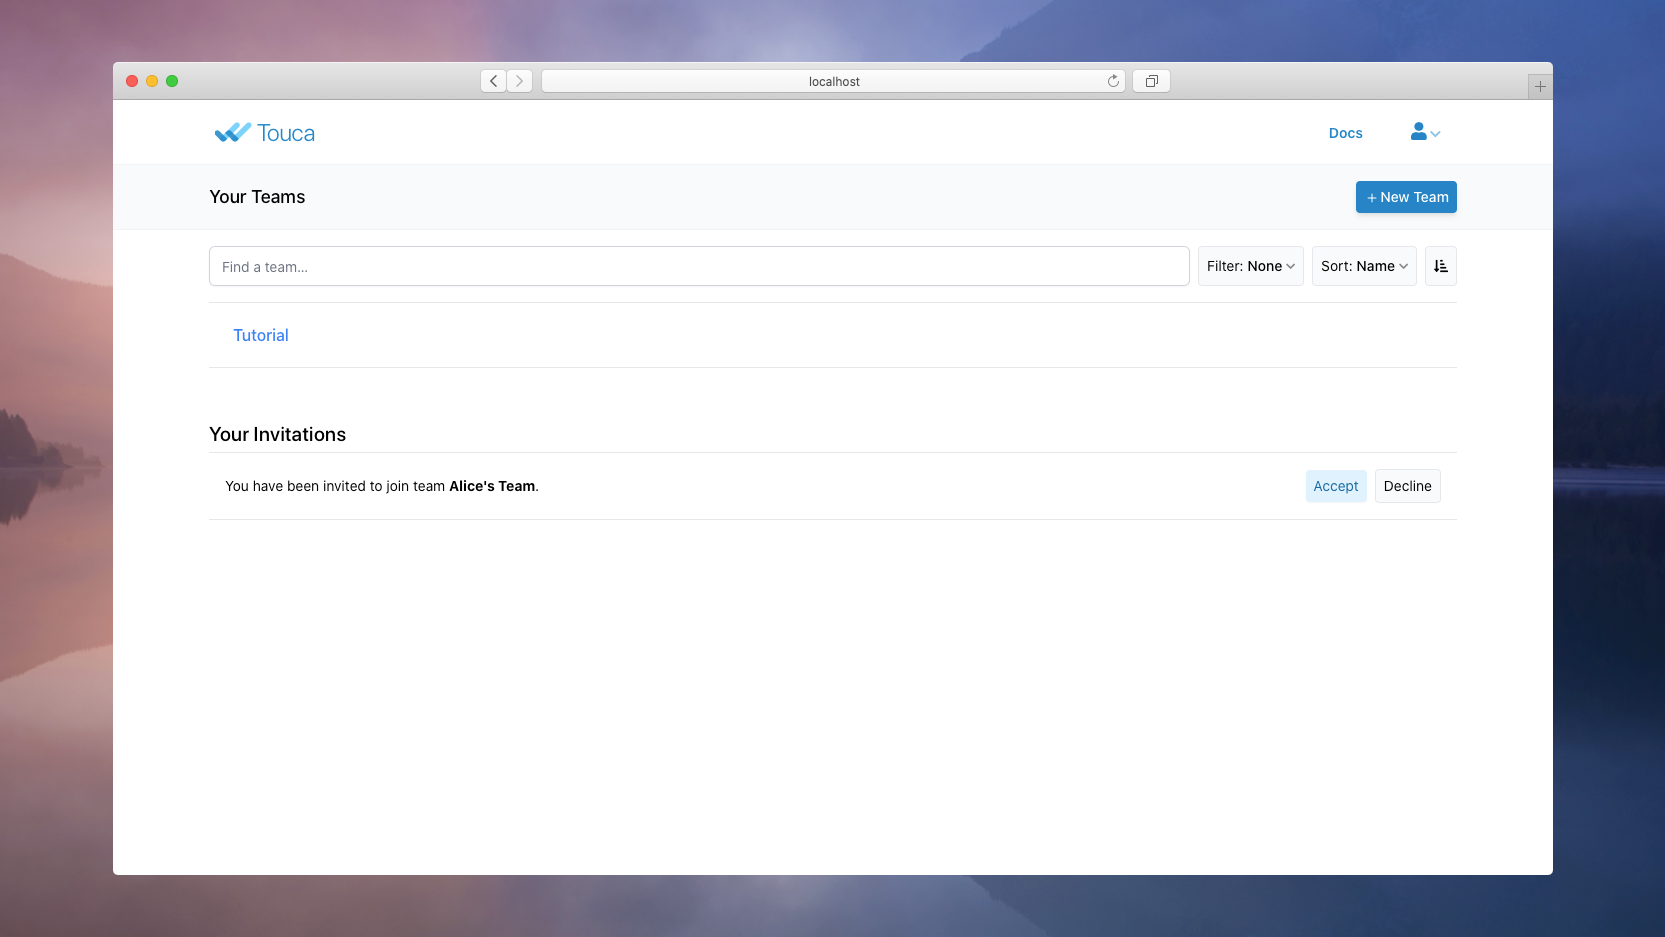 localhost
Touca
Docs
Your Teams
+ New Team
Find a team...
Filter: None
Sort: Name
Tutorial
Your Invitations
You have been invited to join team Alice's Team.
Accept
Decline